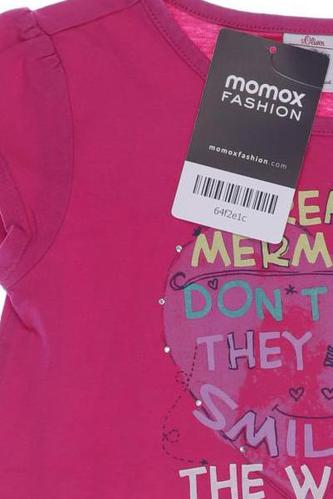 s.Oliver
momox
FASHION
momoxfashion.com
64f2e1c
MERM
DON'T
THEY
SMIL
THE W